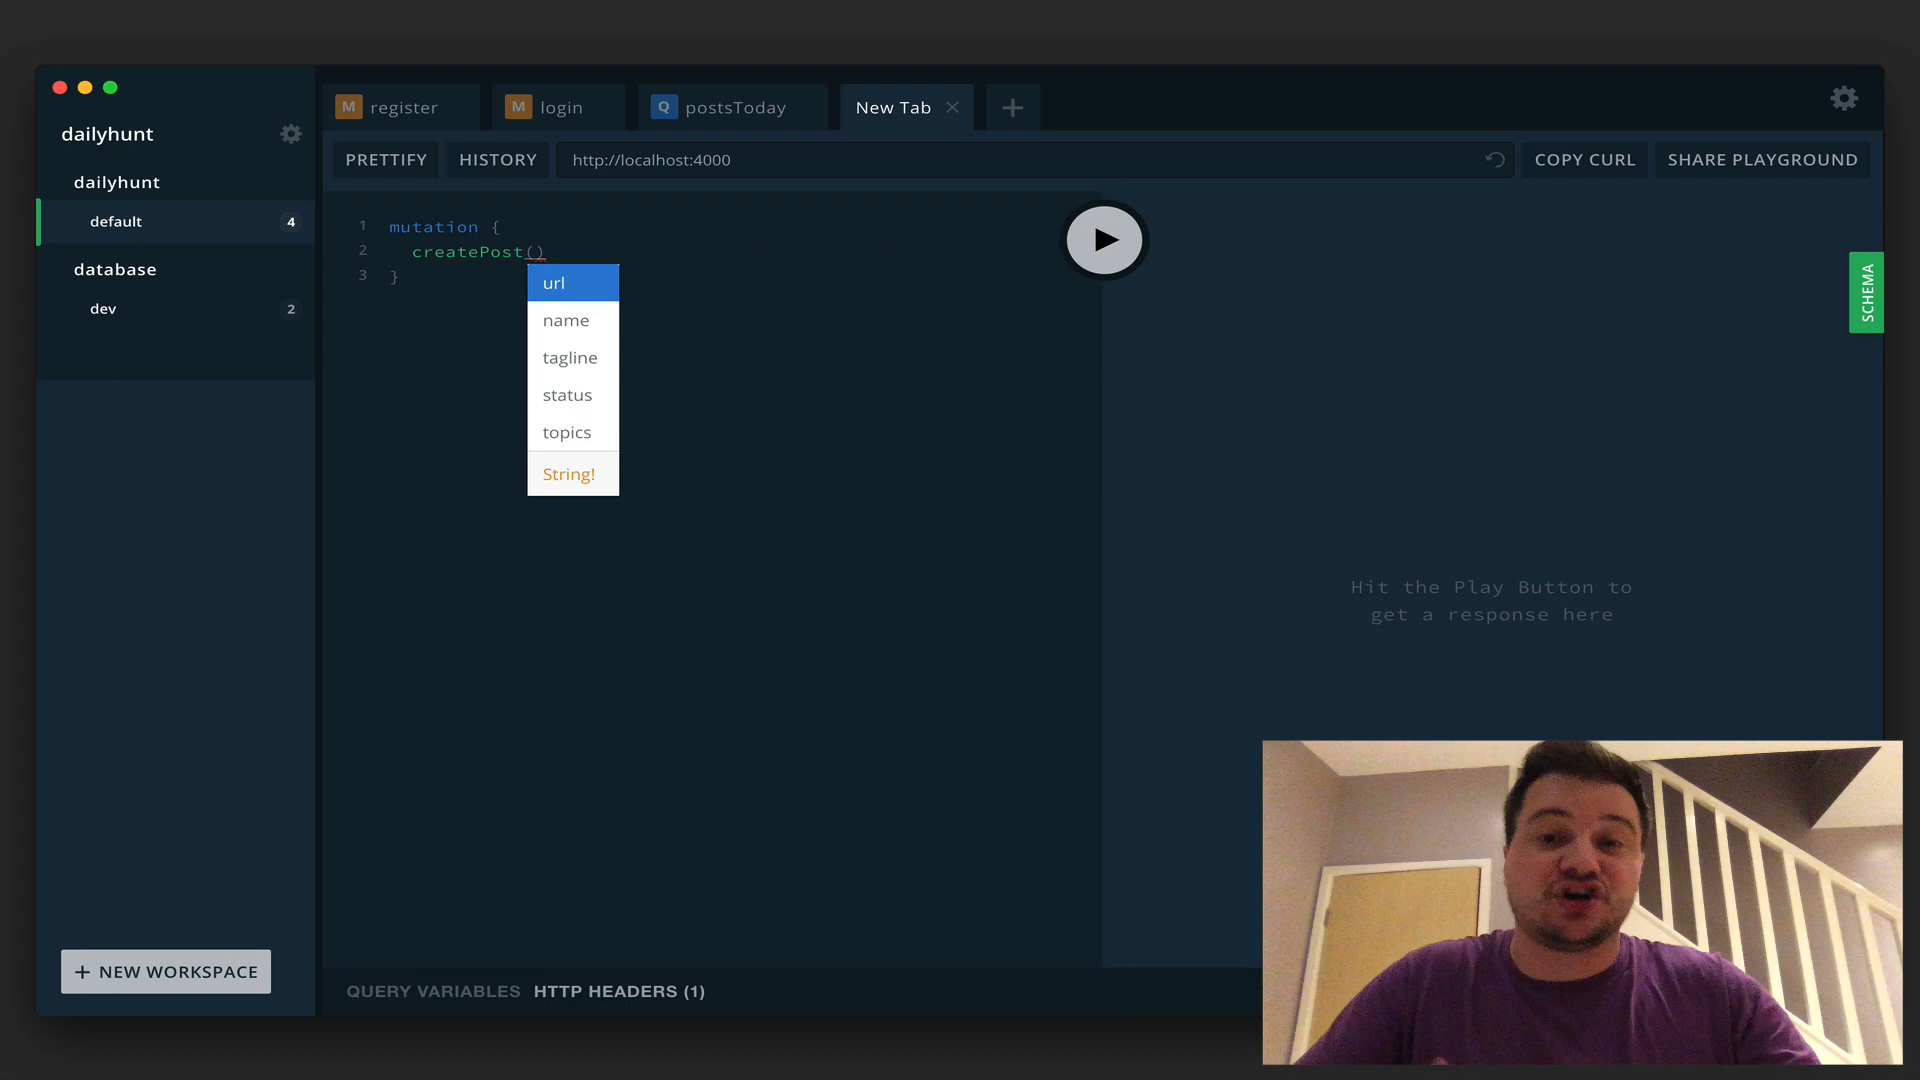 dailyhunt
dailyhunt
default 4
database
dev 2
+ NEW WORKSPACE
M register
M login
Q postsToday
New Tab
PRETTIFY
HISTORY
http://localhost:4000
COPY CURL
SHARE PLAYGROUND
1 mutation {
2 createPost()
3 }
url
name
tagline
status
topics
String!
SCHEMA
Hit the Play Button to
get a response here
QUERY VARIABLES
HTTP HEADERS (1)